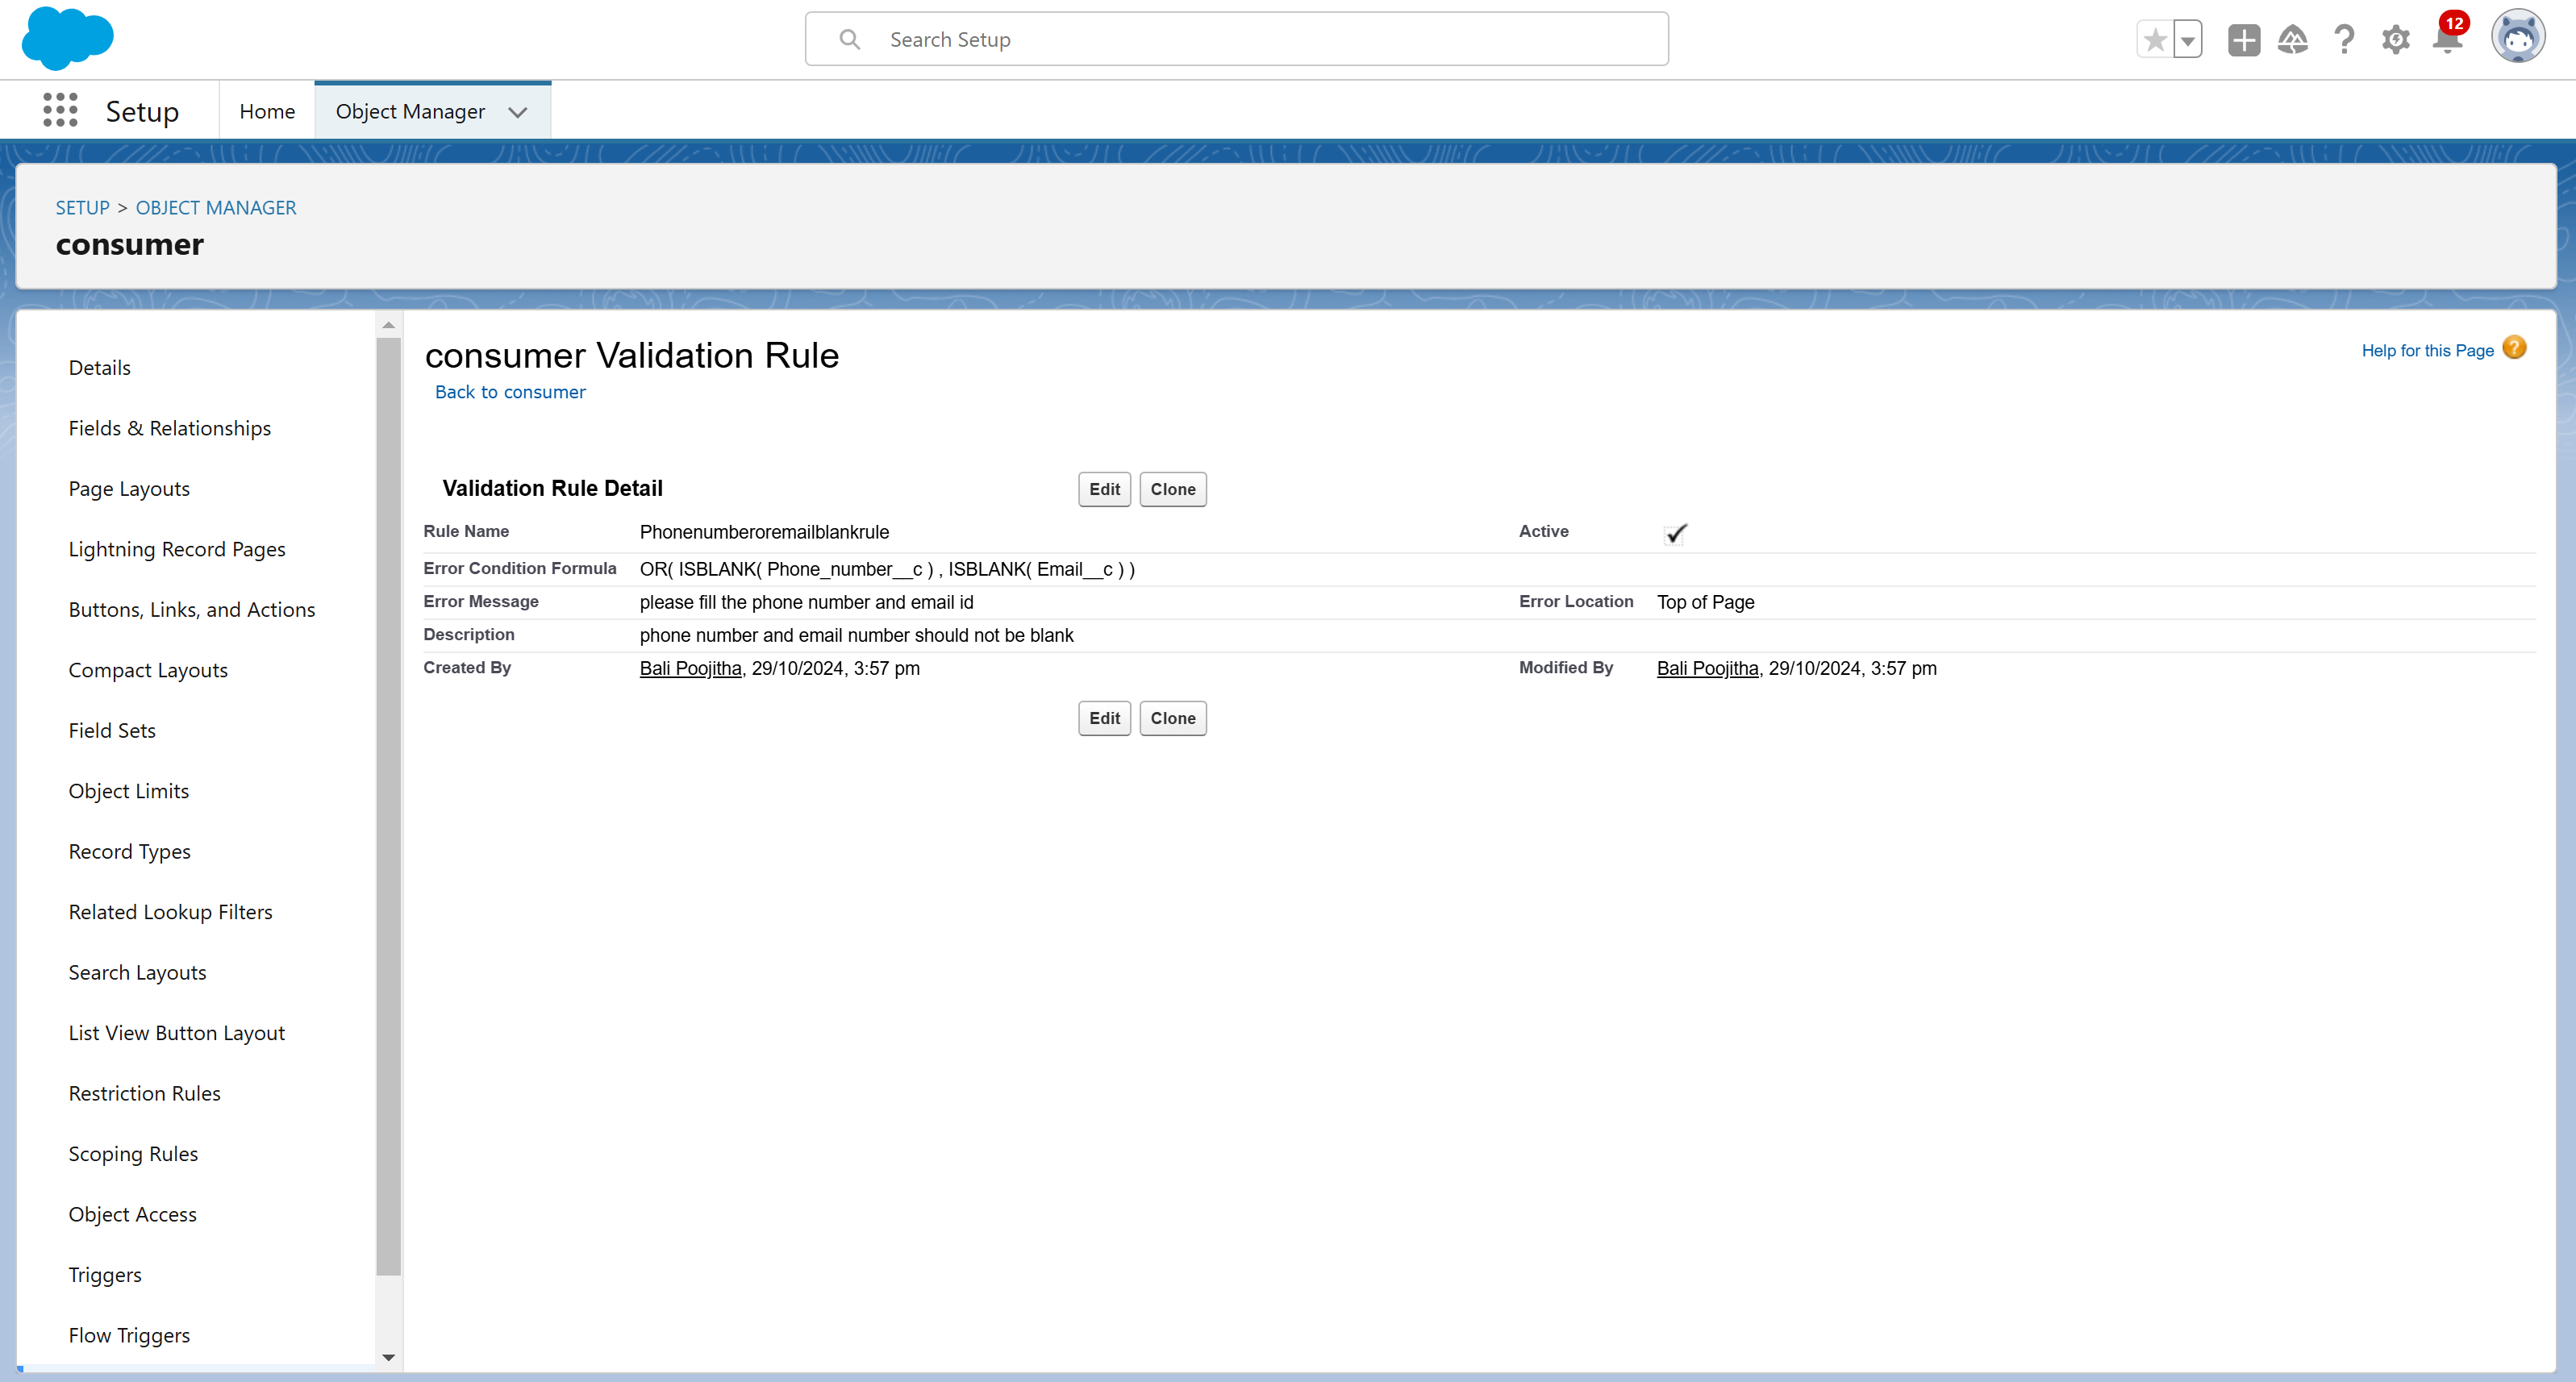 Search Setup
12
Setup
Home
Object Manager
SETUP > OBJECT MANAGER
consumer
Details
Fields & Relationships
Page Layouts
Lightning Record Pages
Buttons, Links, and Actions
Compact Layouts
Field Sets
Object Limits
Record Types
Related Lookup Filters
Search Layouts
List View Button Layout
Restriction Rules
Scoping Rules
Object Access
Triggers
Flow Triggers
consumer Validation Rule
Back to consumer
Help for this Page ?
Validation Rule Detail
Edit Clone
Rule Name Phonenumberoremailblankrule Active
Error Condition Formula OR( ISBLANK( Phone_number__c ) , ISBLANK( Email__c ) )
Error Message please fill the phone number and email id Error Location Top of Page
Description phone number and email number should not be blank
Created By Bali Poojitha, 29/10/2024, 3:57 pm Modified By Bali Poojitha, 29/10/2024, 3:57 pm
Edit Clone